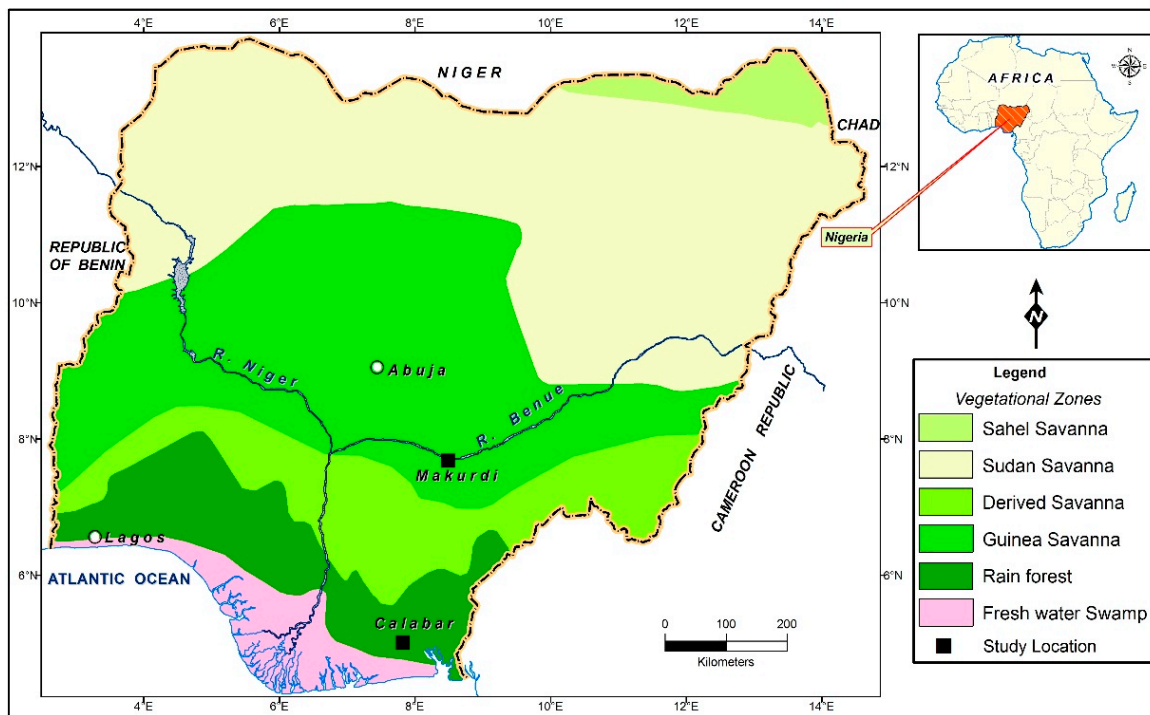 4°E 6°E 8°E 10°E 12°E 14°E
NIGER
CHAD
12°N 12°N
REPUBLIC
OF BENIN
10°N 10°N
R. Niger
Abuja
R. Benue
8°N 8°N
Makurdi
CAMEROON REPUBLIC
Lagos
6°N 6°N
ATLANTIC OCEAN
Calabar
0 100 200
Kilometers
4°E 6°E 8°E 10°E 12°E 14°E
AFRICA
N
W E
S
Nigeria
N
Legend
Vegetational Zones
Sahel Savanna
Sudan Savanna
Derived Savanna
Guinea Savanna
Rain forest
Fresh water Swamp
Study Location